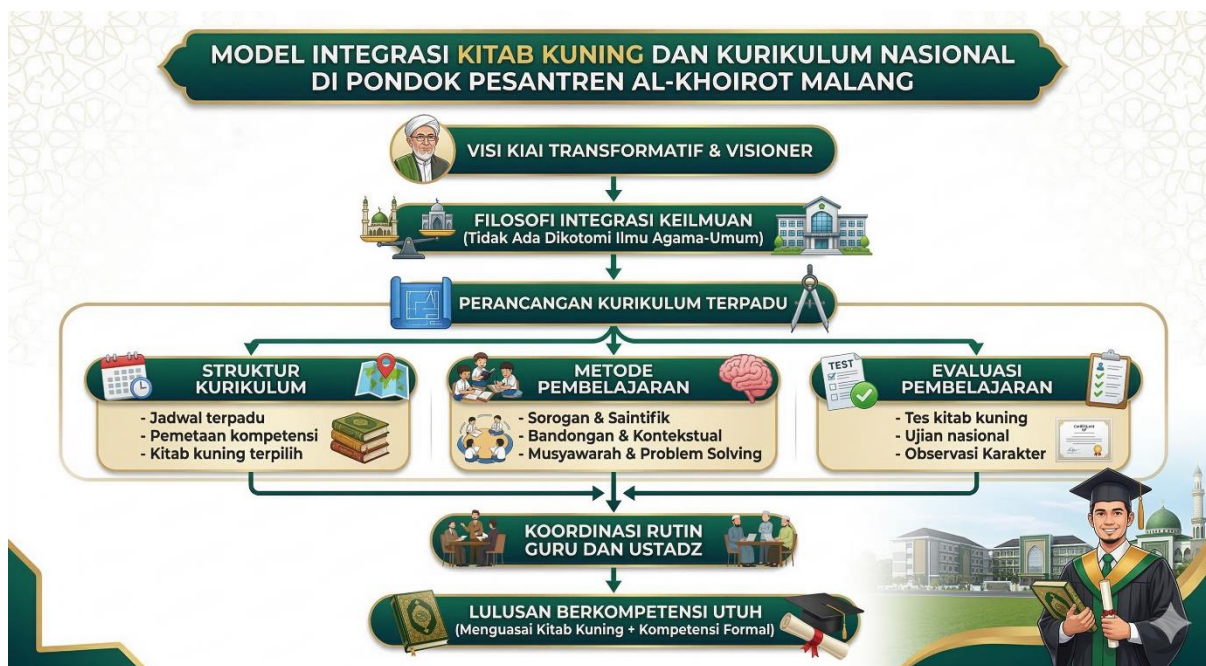 MODEL INTEGRASI KITAB KUNING DAN KURIKULUM NASIONAL
DI PONDOK PESANTREN AL-KHOIROT MALANG
VISI KIAI TRANSFORMATIF & VISIONER
FILOSOFI INTEGRASI KEILMUAN
(Tidak Ada Dikotomi Ilmu Agama-Umum)
PERANCANGAN KURIKULUM TERPADU
STRUKTUR
KURIKULUM
- Jadwal terpadu
- Pemetaan kompetensi
- Kitab kuning terpilih
METODE
PEMBELAJARAN
- Sorogan & Saintifik
- Bandongan & Kontekstual
- Musyawarah & Problem Solving
TEST
EVALUASI
PEMBELAJARAN
- Tes kitab kuning
- Ujian nasional
- Observasi Karakter
KOORDINASI RUTIN
GURU DAN USTADZ
LULUSAN BERKOMPETENSI UTUH
(Menguasai Kitab Kuning + Kompetensi Formal)